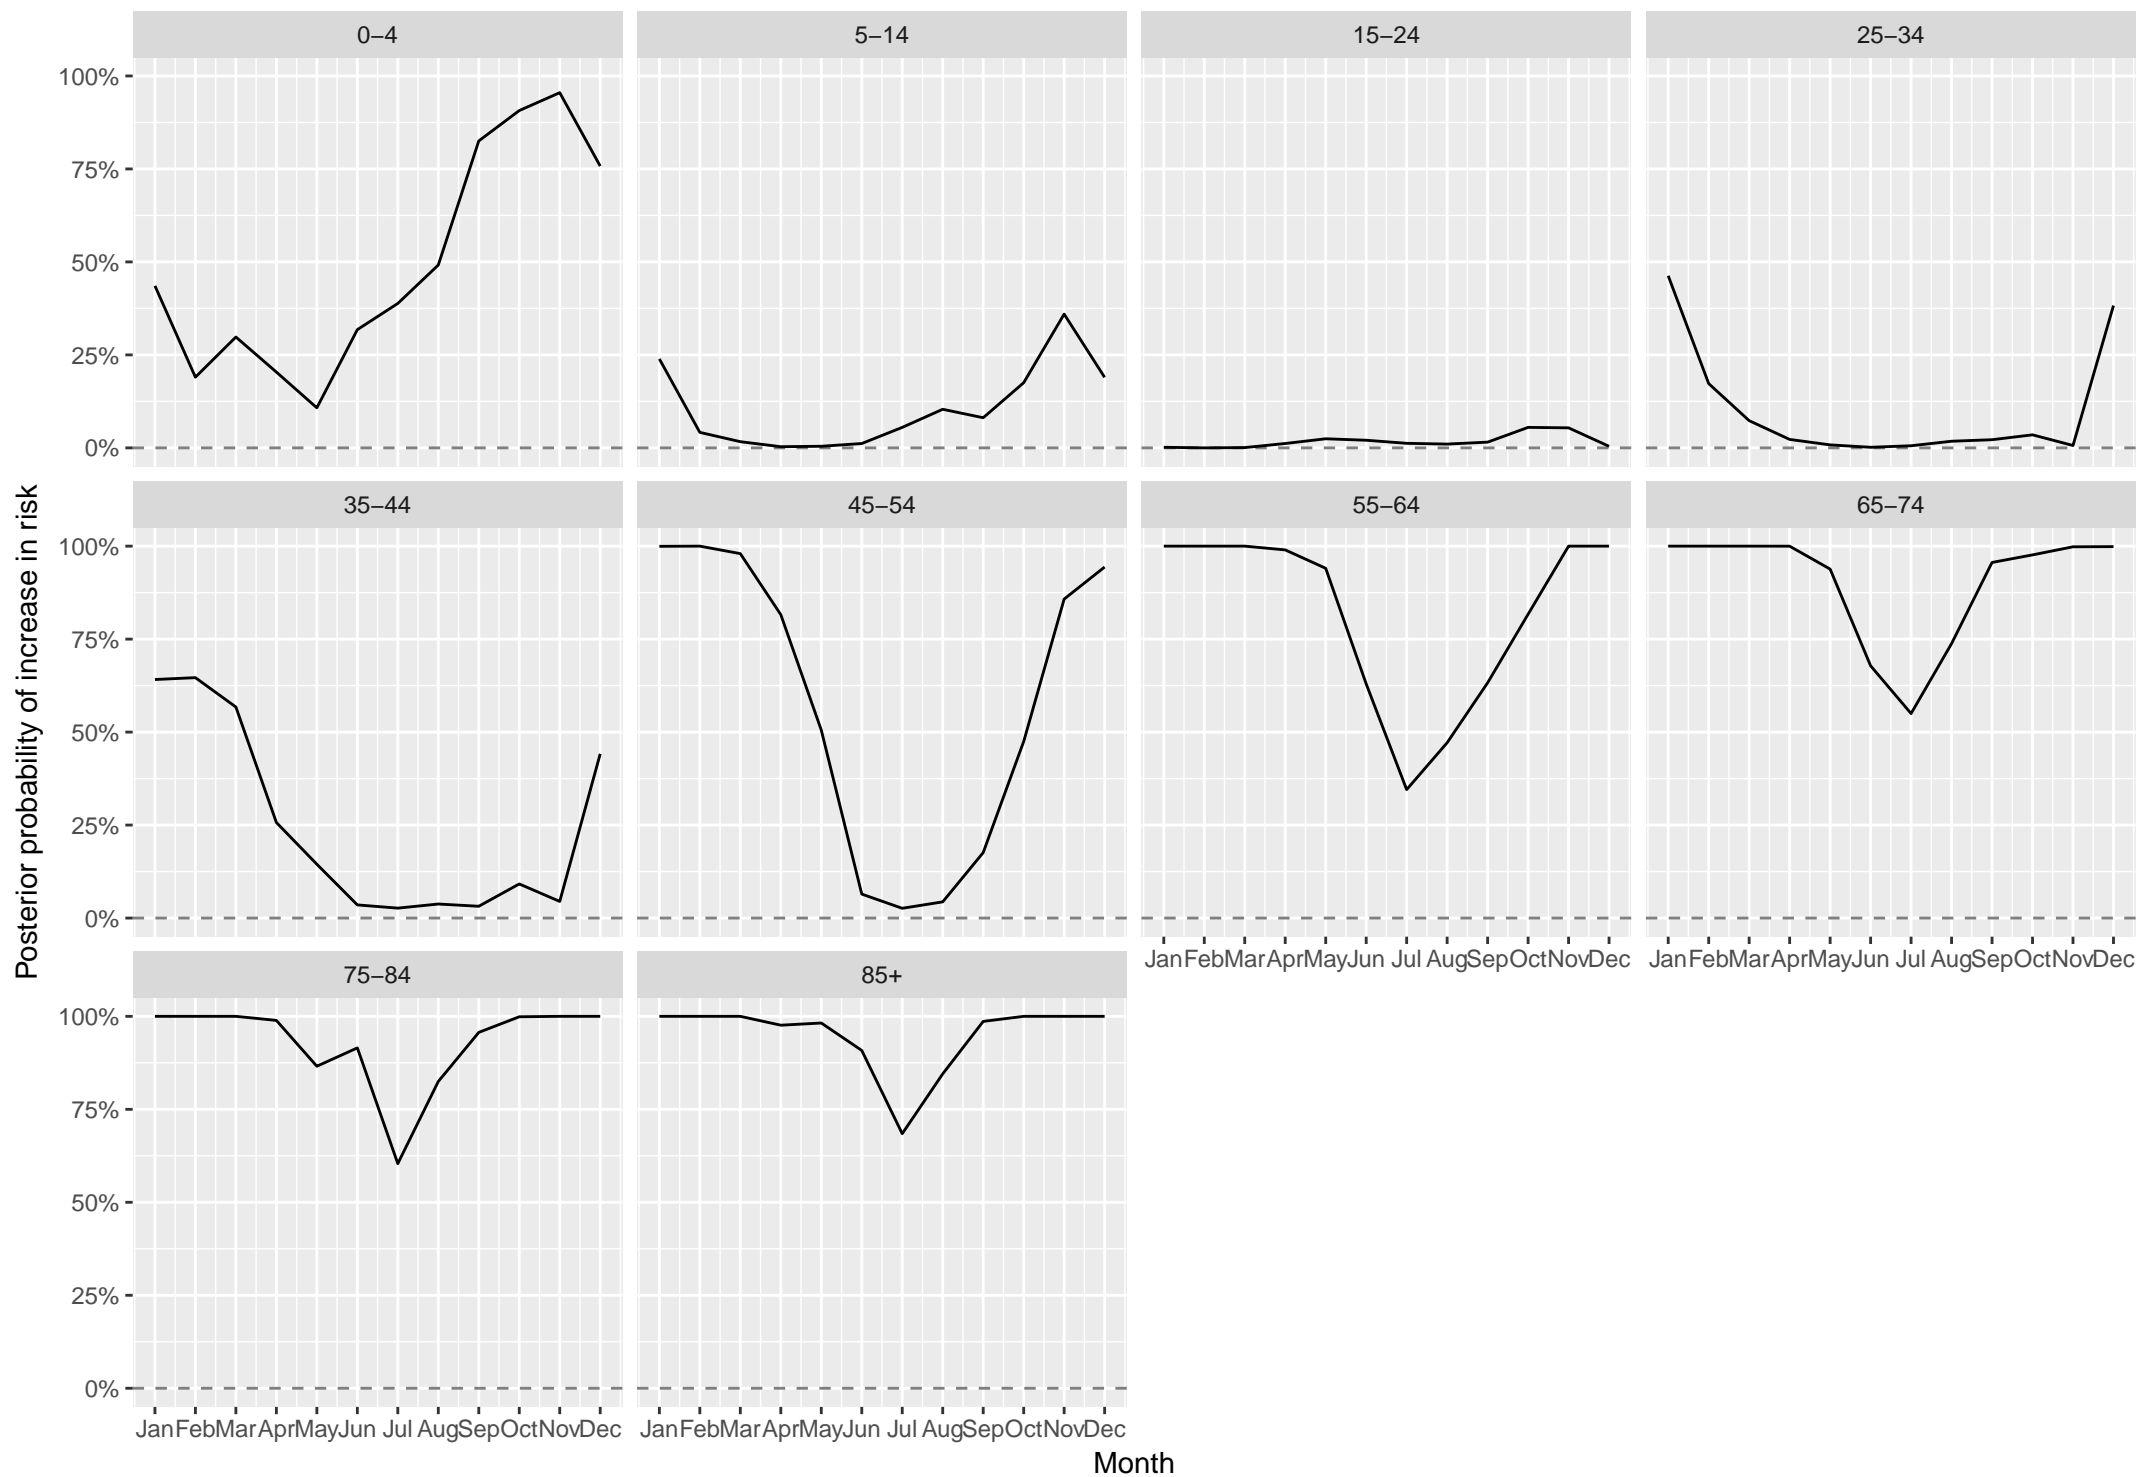 0−4 5−14 15−24 25−34
100%
75%
50%
25%
0%
35−44 45−54 55−64 65−74
100%
75%
50%
25%
0%
Jan Feb Mar Apr May Jun Jul Aug Sep Oct Nov Dec Jan Feb Mar Apr May Jun Jul Aug Sep Oct Nov Dec
75−84 85+
100%
75%
50%
25%
0%
Jan Feb Mar Apr May Jun Jul Aug Sep Oct Nov Dec Jan Feb Mar Apr May Jun Jul Aug Sep Oct Nov Dec
Month
Posterior probability of increase in risk